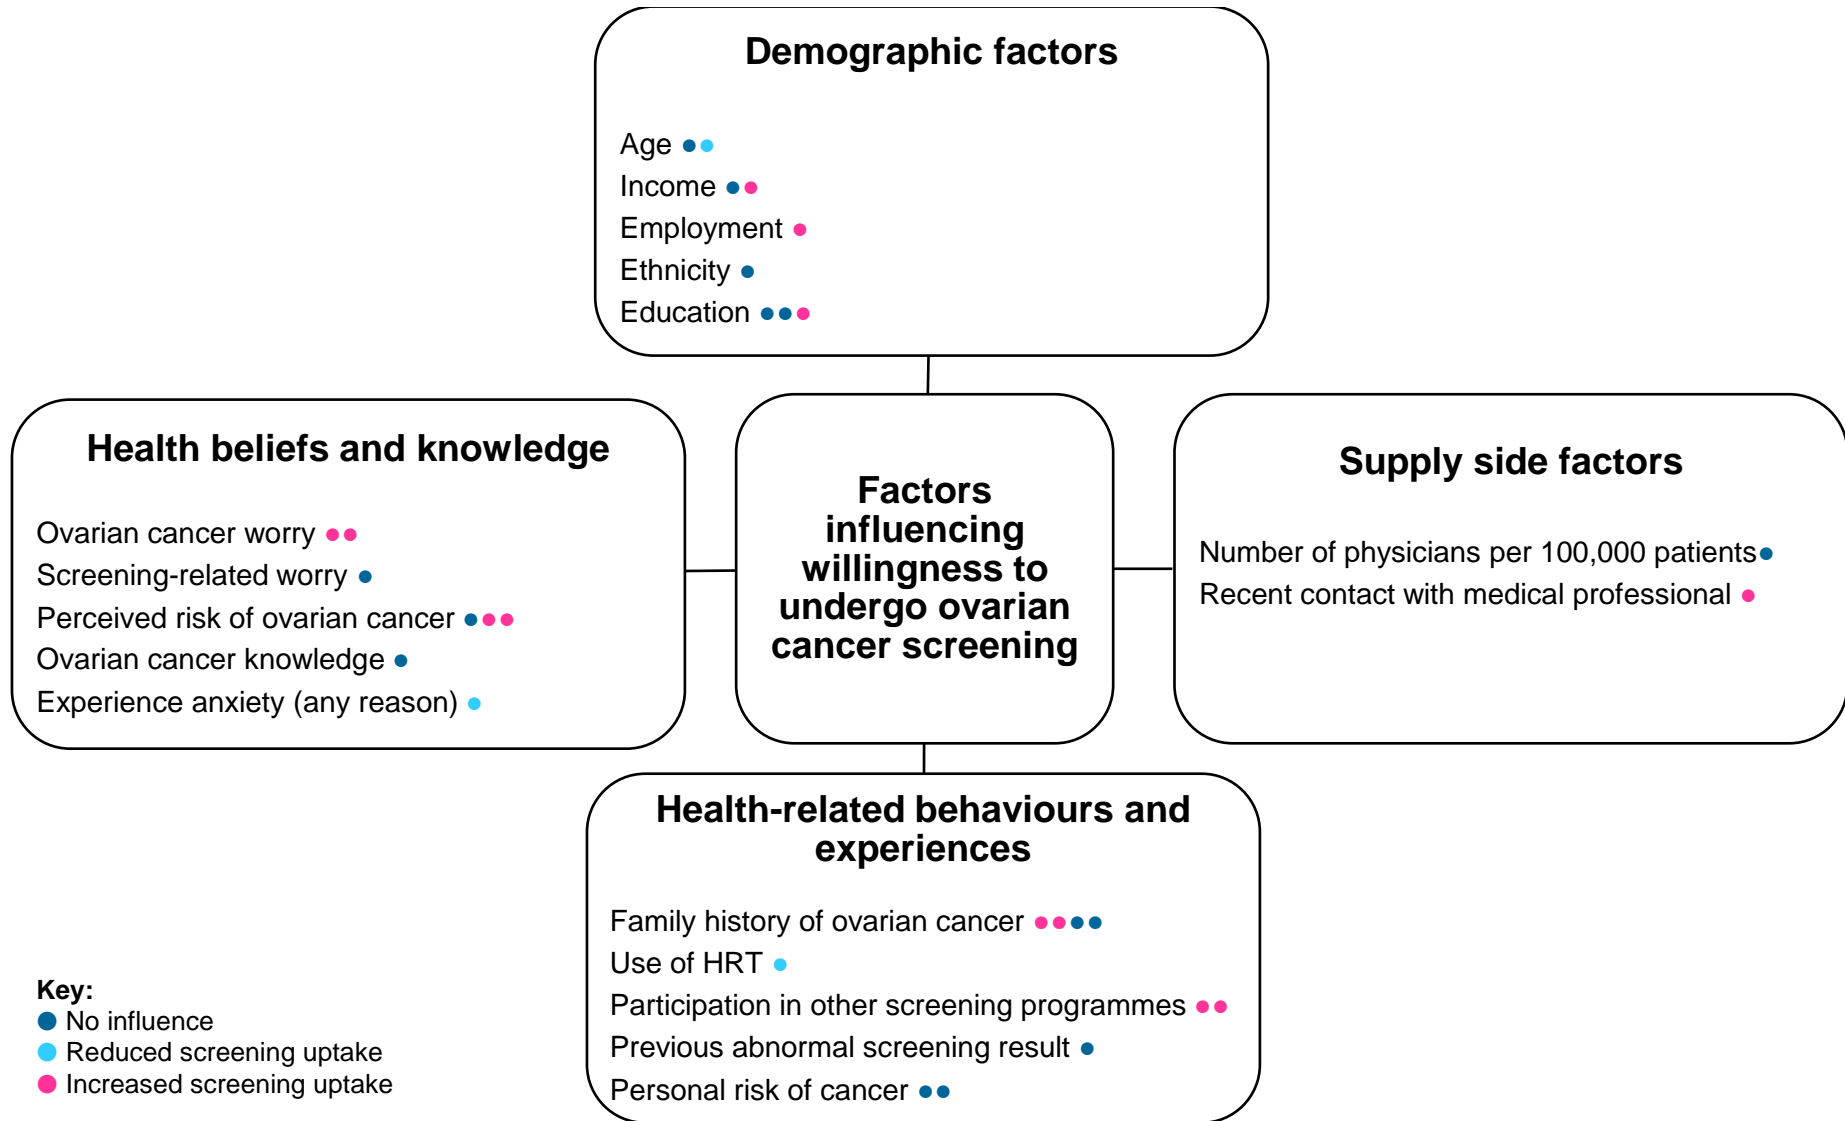 Demographic factors
Age
Income
Employment
Ethnicity
Education
Health beliefs and knowledge
Ovarian cancer worry
Screening-related worry
Perceived risk of ovarian cancer
Ovarian cancer knowledge
Experience anxiety (any reason)
Factors
influencing
willingness to
undergo ovarian
cancer screening
Supply side factors
Number of physicians per 100,000 patients
Recent contact with medical professional
Health-related behaviours and
experiences
Family history of ovarian cancer
Use of HRT
Participation in other screening programmes
Previous abnormal screening result
Personal risk of cancer
Key:
No influence
Reduced screening uptake
Increased screening uptake